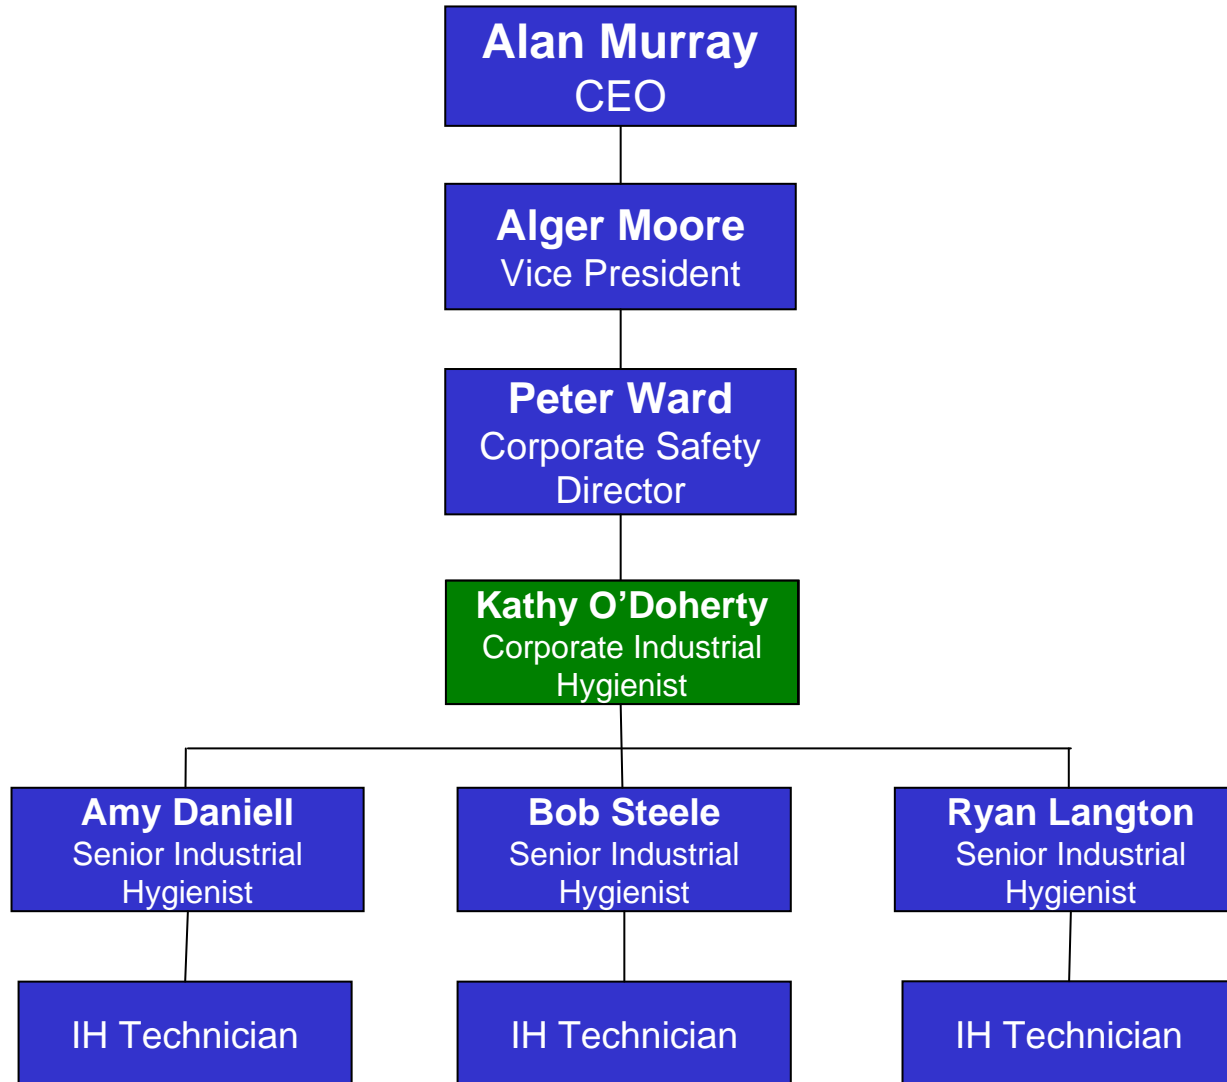 Alan Murray
CEO
Alger Moore
Vice President
Peter Ward
Corporate Safety
Director
Kathy O’Doherty
Corporate Industrial
Hygienist
Amy Daniell
Senior Industrial
Hygienist
Bob Steele
Senior Industrial
Hygienist
Ryan Langton
Senior Industrial
Hygienist
IH Technician
IH Technician
IH Technician